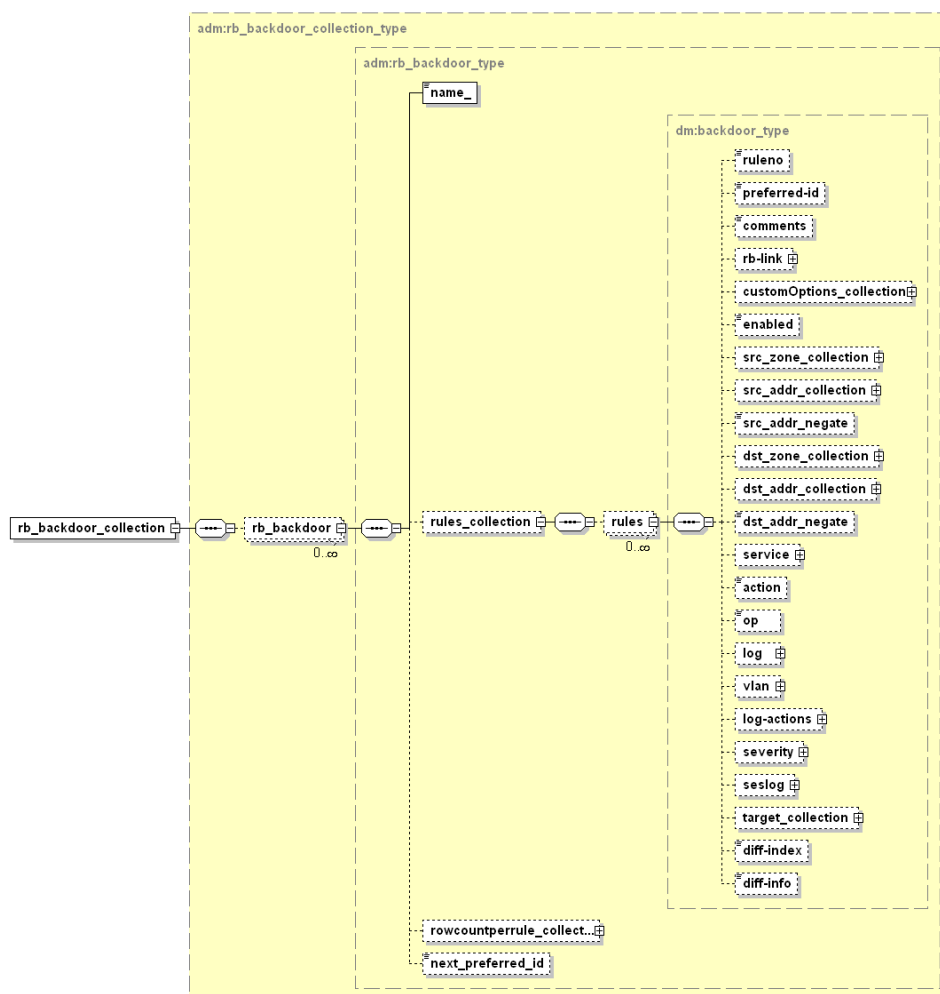 adm:rb_backdoor_collection_type
adm:rb_backdoor_type
name_
dm:backdoor_type
ruleno
preferred-id
comments
rb-link
customOptions_collection
enabled
src_zone_collection
src_addr_collection
src_addr_negate
dst_zone_collection
dst_addr_collection
rb_backdoor_collection
rb_backdoor
0..∞
rules_collection
rules
0..∞
dst_addr_negate
service
action
op
log
vlan
log-actions
severity
seslog
target_collection
diff-index
diff-info
rowcountperrule_collect...
next_preferred_id